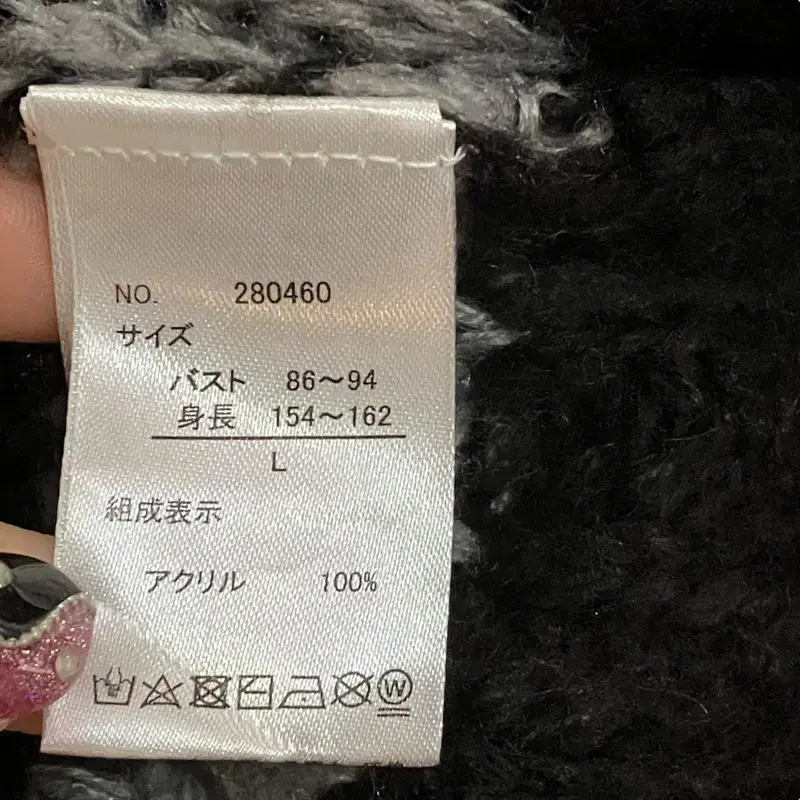 NO. 280460
サイズ
バスト 86～94
身長 154～162
L
組成表示
アクリル 100%
W